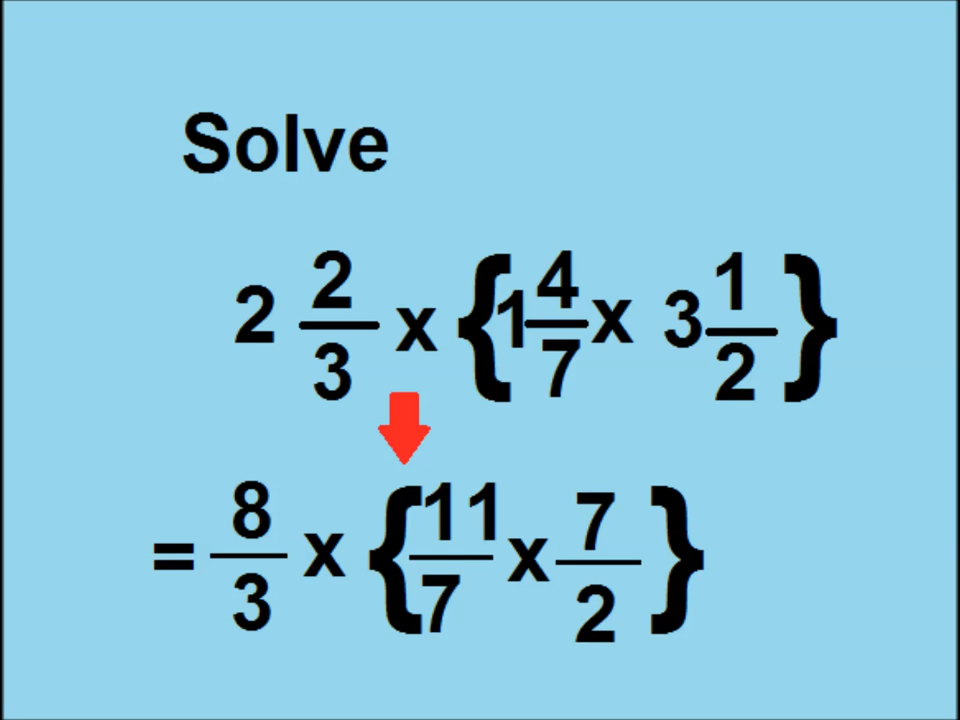 Solve
2 2/3 x {1 4/7 x 3 1/2}
= 8/3 x {11/7 x 7/2}